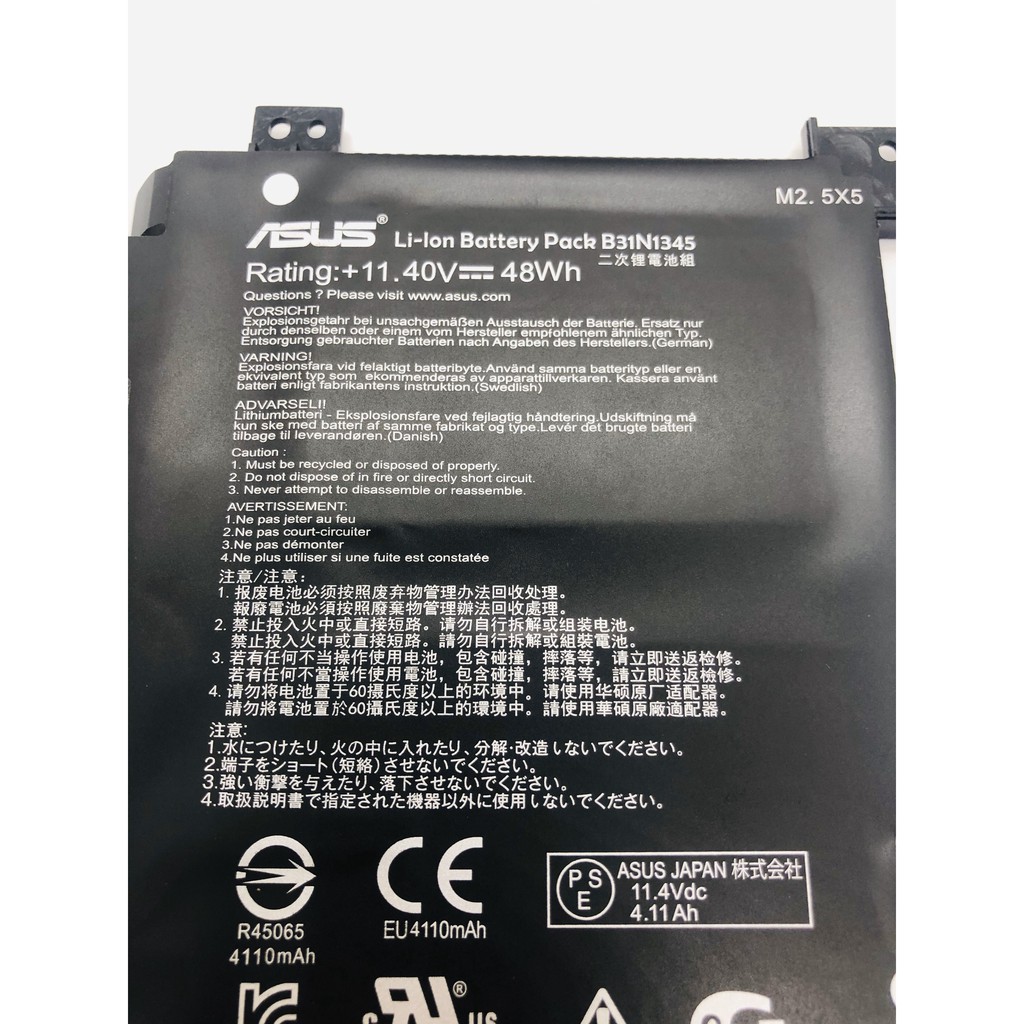 M2. 5X5
ASUS® Li-Ion Battery Pack B31N1345
二次锂電池組
Rating:+11.40V⎓ 48Wh
Questions ? Please visit www.asus.com
VORSICHT!
Explosionsgetahr bei unsachgemäßen Ausstausch der Batterie. Ersatz nur
durch denselben oder einem vom Hersteller empfohlenem ähnlichen Typ.
Entsorgung gebrauchter Batterien nach Angaben des Herstellers.(German)
VARNING!
Explosionsfara vid felaktigt batteribyte.Använd samma batterityp eller en
ekvivalent typ som ekommenderas av apparattillverkaren. Kassera använt
batteri enligt fabrikantens instruktion.(Swedish)
ADVARSEL!!
Lithiumbatteri - Eksplosionsfare ved fejlagtig håndtering.Udskiftning må
kun ske med batteri af samme fabrikat og type.Levér det brugte batteri
tilbage til leverandøren.(Danish)
Caution :
1. Must be recycled or disposed of properly.
2. Do not dispose of in fire or directly short circuit.
3. Never attempt to disassemble or reassemble.
AVERTISSEMENT:
1.Ne pas jeter au feu
2.Ne pas court-circuiter
3.Ne pas démonter
4.Ne plus utiliser si une fuite est constatée
注意/注意:
1. 报废电池必须按照废弃物管理办法回收处理。
報廢電池必須按照廢棄物管理辦法回收處理。
2. 禁止投入火中或直接短路。请勿自行拆解或组装电池。
禁止投入火中或直接短路。請勿自行拆解或組裝電池。
3. 若有任何不当操作使用电池，包含碰撞，摔落等，请立即送返检修。
若有任何不當操作使用電池，包含碰撞，摔落等，請立即送返檢修。
4. 请勿将电池置于60摄氏度以上的环境中。请使用华硕原厂适配器。
請勿將電池置於60攝氏度以上的環境中。請使用華碩原廠適配器。
注意:
1.水につけたり、火の中に入れたり、分解·改造しないでください。
2.端子をショート(短絡)させないでください。
3.強い衝撃を与えたり、落下させないでください。
4.取扱説明書で指定された機器以外に使用しないでください。
R45065
4110mAh
CE
EU4110mAh
PSE
ASUS JAPAN 株式会社
11.4Vdc
4.11Ah
c RU® us